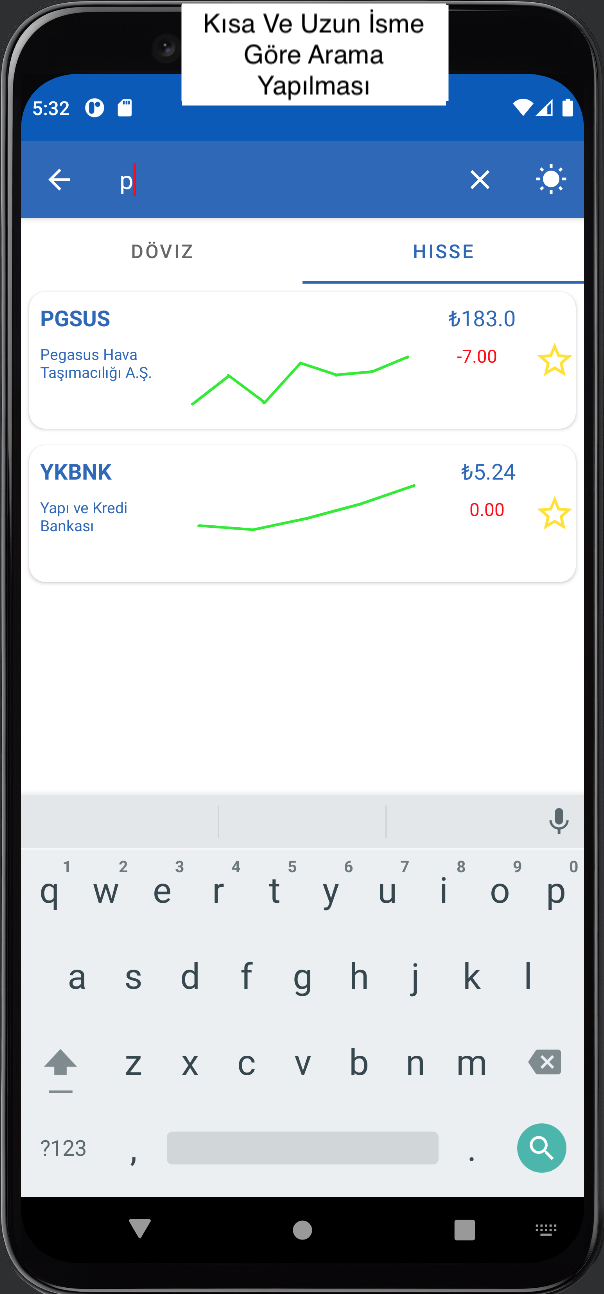 Kısa Ve Uzun İsme
Göre Arama
Yapılması
5:32
p
DÖVIZ
HISSE
PGSUS
₺183.0
Pegasus Hava
Taşımacılığı A.Ş.
-7.00
YKBNK
₺5.24
Yapı ve Kredi
Bankası
0.00
1 2 3 4 5 6 7 8 9 0
q w e r t y u i o p
a s d f g h j k l
z x c v b n m
?123 , .